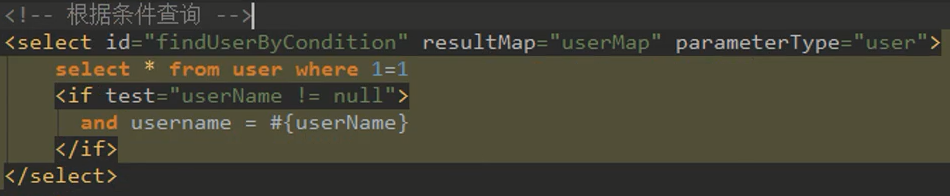 <!-- 根据条件查询 -->
<select id="findUserByCondition" resultMap="userMap" parameterType="user">
select * from user where 1=1
<if test="userName != null">
and username = #{userName}
</if>
</select>